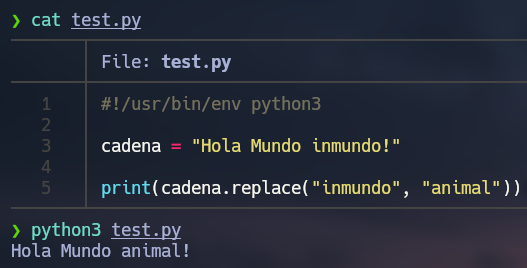 ❯ cat test.py
File: test.py
1 #!/usr/bin/env python3
2
3 cadena = "Hola Mundo inmundo!"
4
5 print(cadena.replace("inmundo", "animal"))
❯ python3 test.py
Hola Mundo animal!